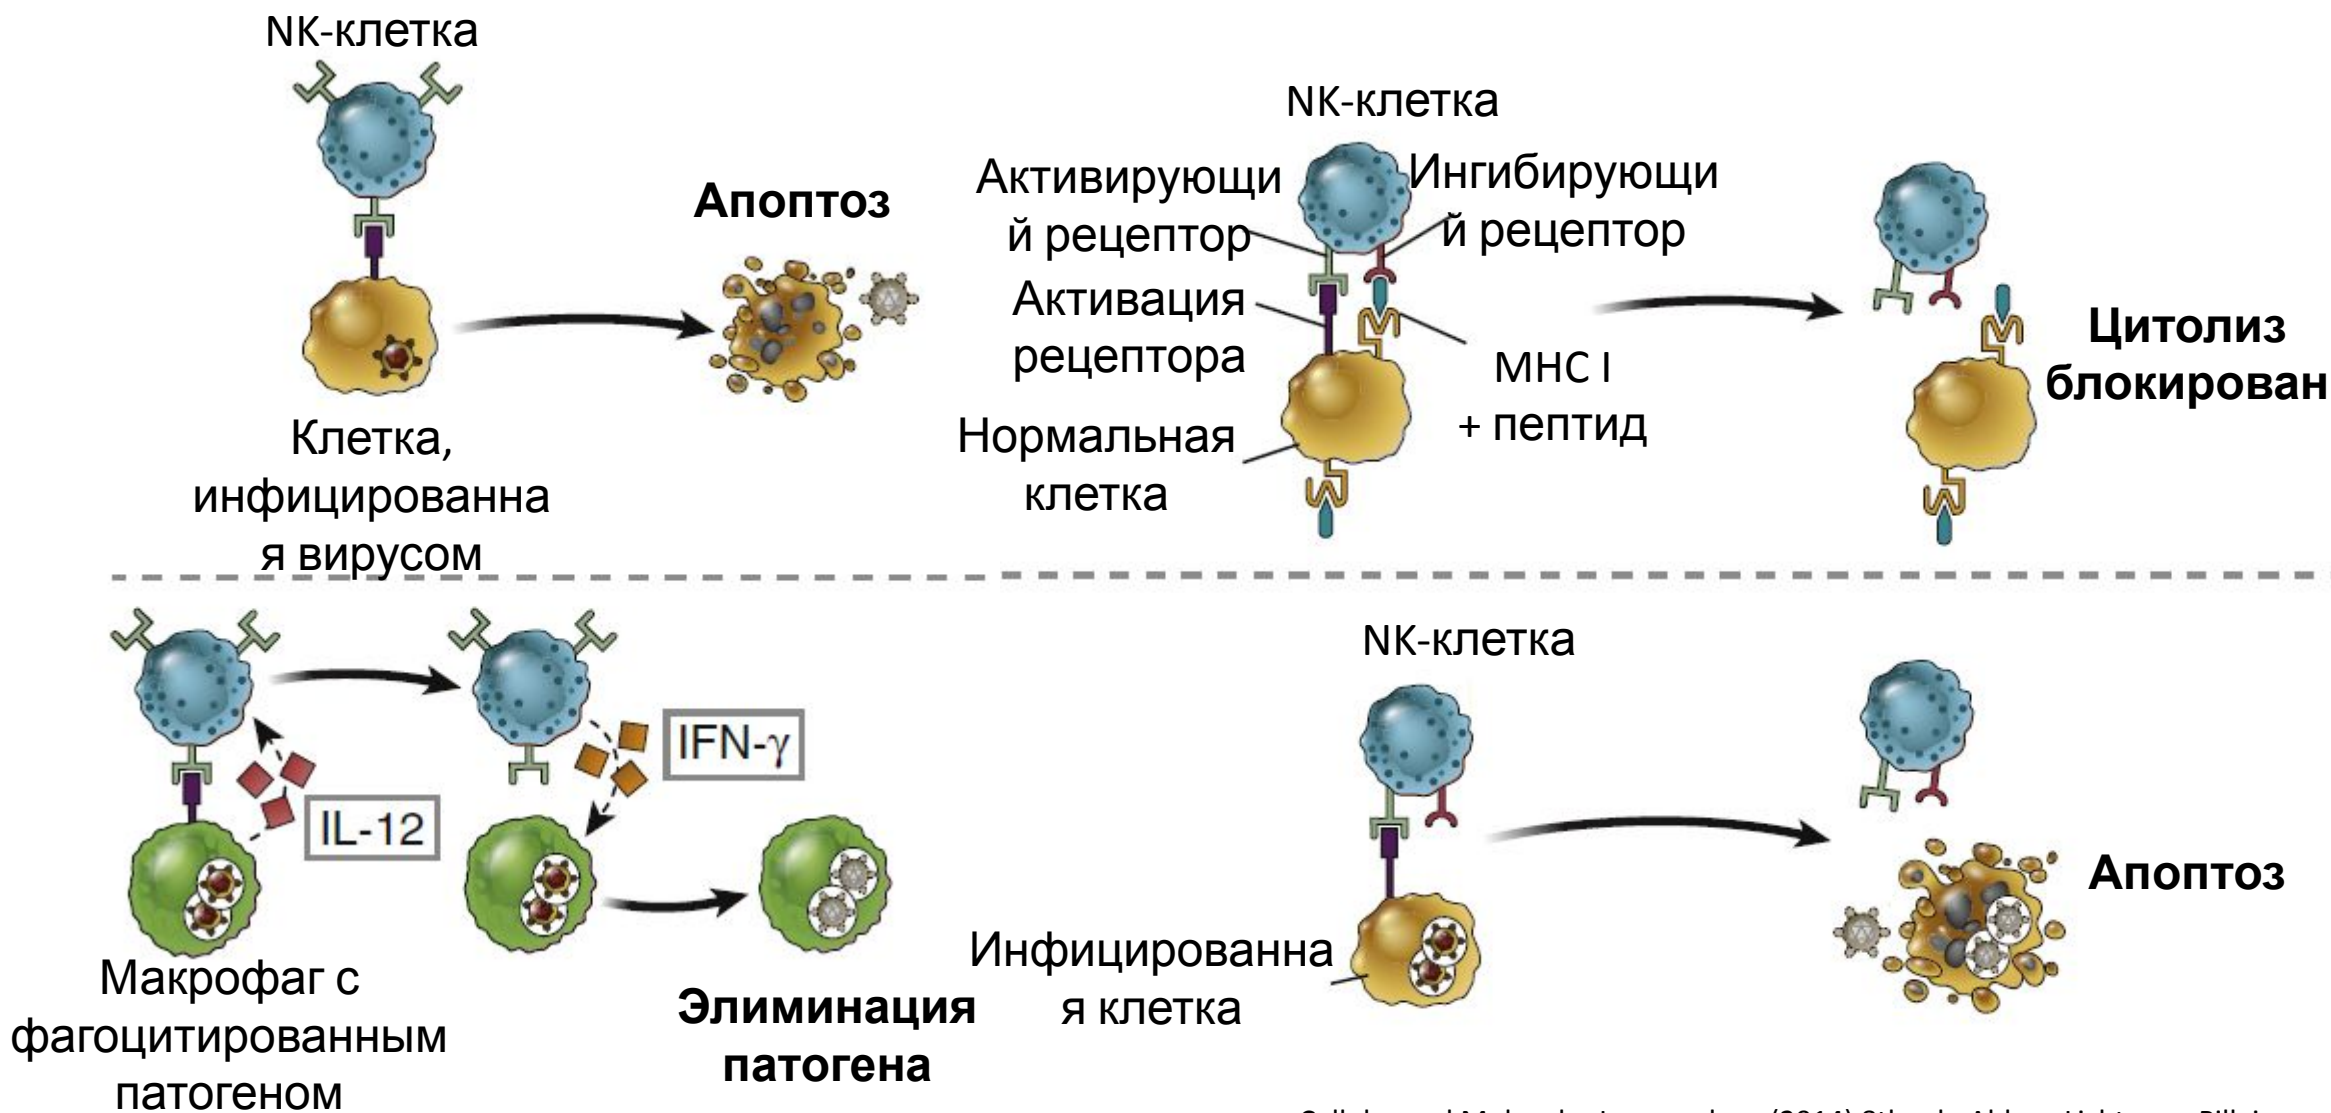 NK-клетка
Апоптоз
Клетка,
инфицированна
я вирусом
NK-клетка
Активирующи
й рецептор
Ингибирующи
й рецептор
Активация
рецептора
MHC I
+ пептид
Нормальная
клетка
Цитолиз
блокирован
IL-12
IFN-γ
Макрофаг с
фагоцитированным
патогеном
Элиминация
патогена
NK-клетка
Инфицированна
я клетка
Апоптоз